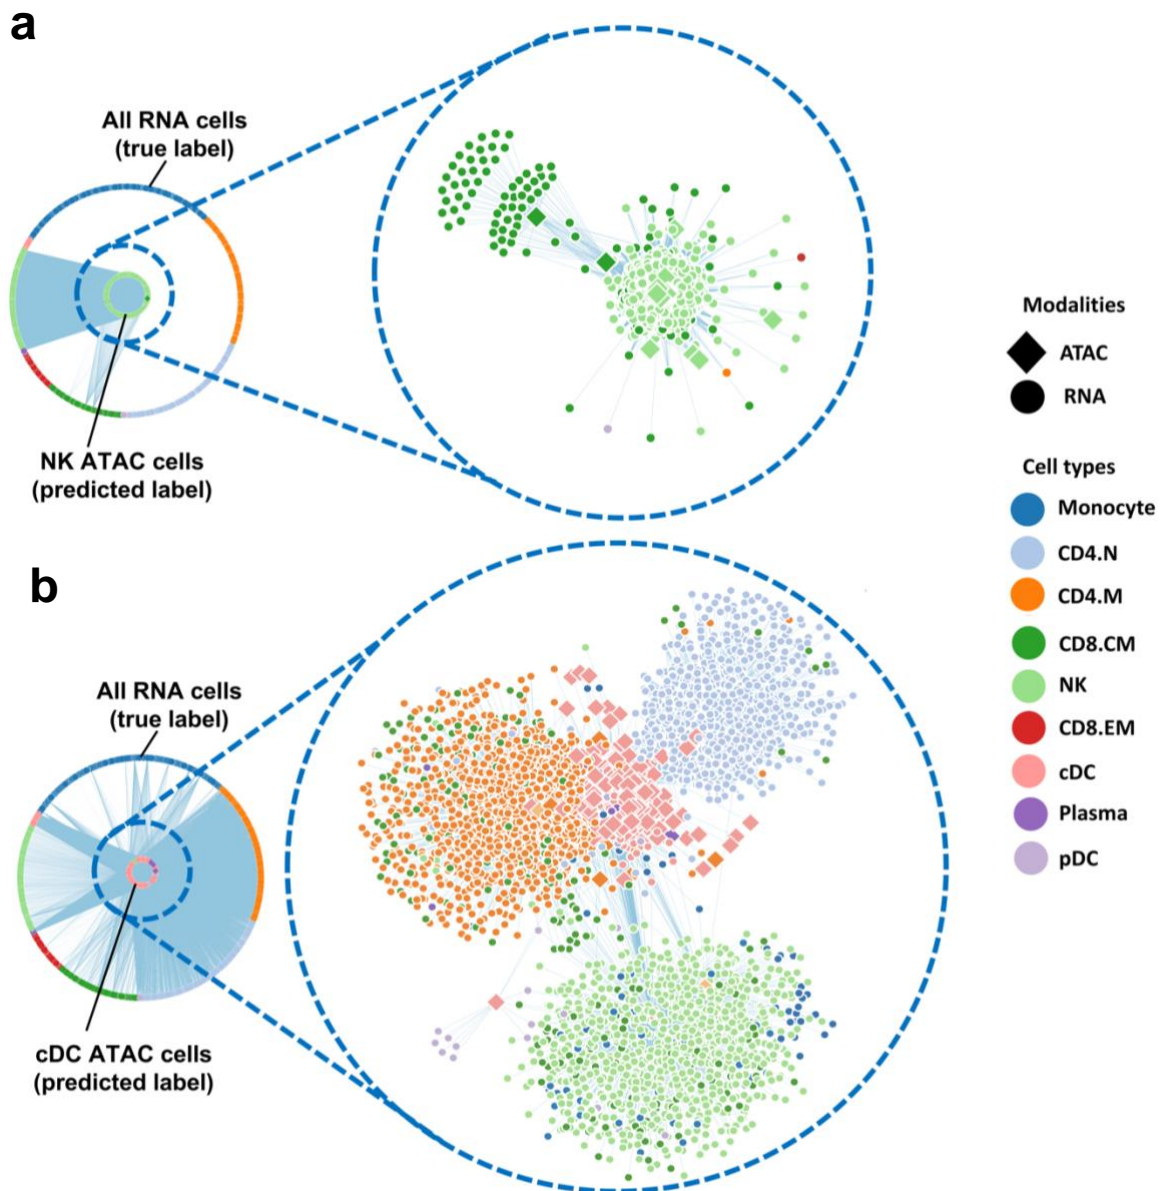 a
All RNA cells
(true label)
NK ATAC cells
(predicted label)
b
All RNA cells
(true label)
cDC ATAC cells
(predicted label)
Modalities
ATAC
RNA
Cell types
Monocyte
CD4.N
CD4.M
CD8.CM
NK
CD8.EM
cDC
Plasma
pDC